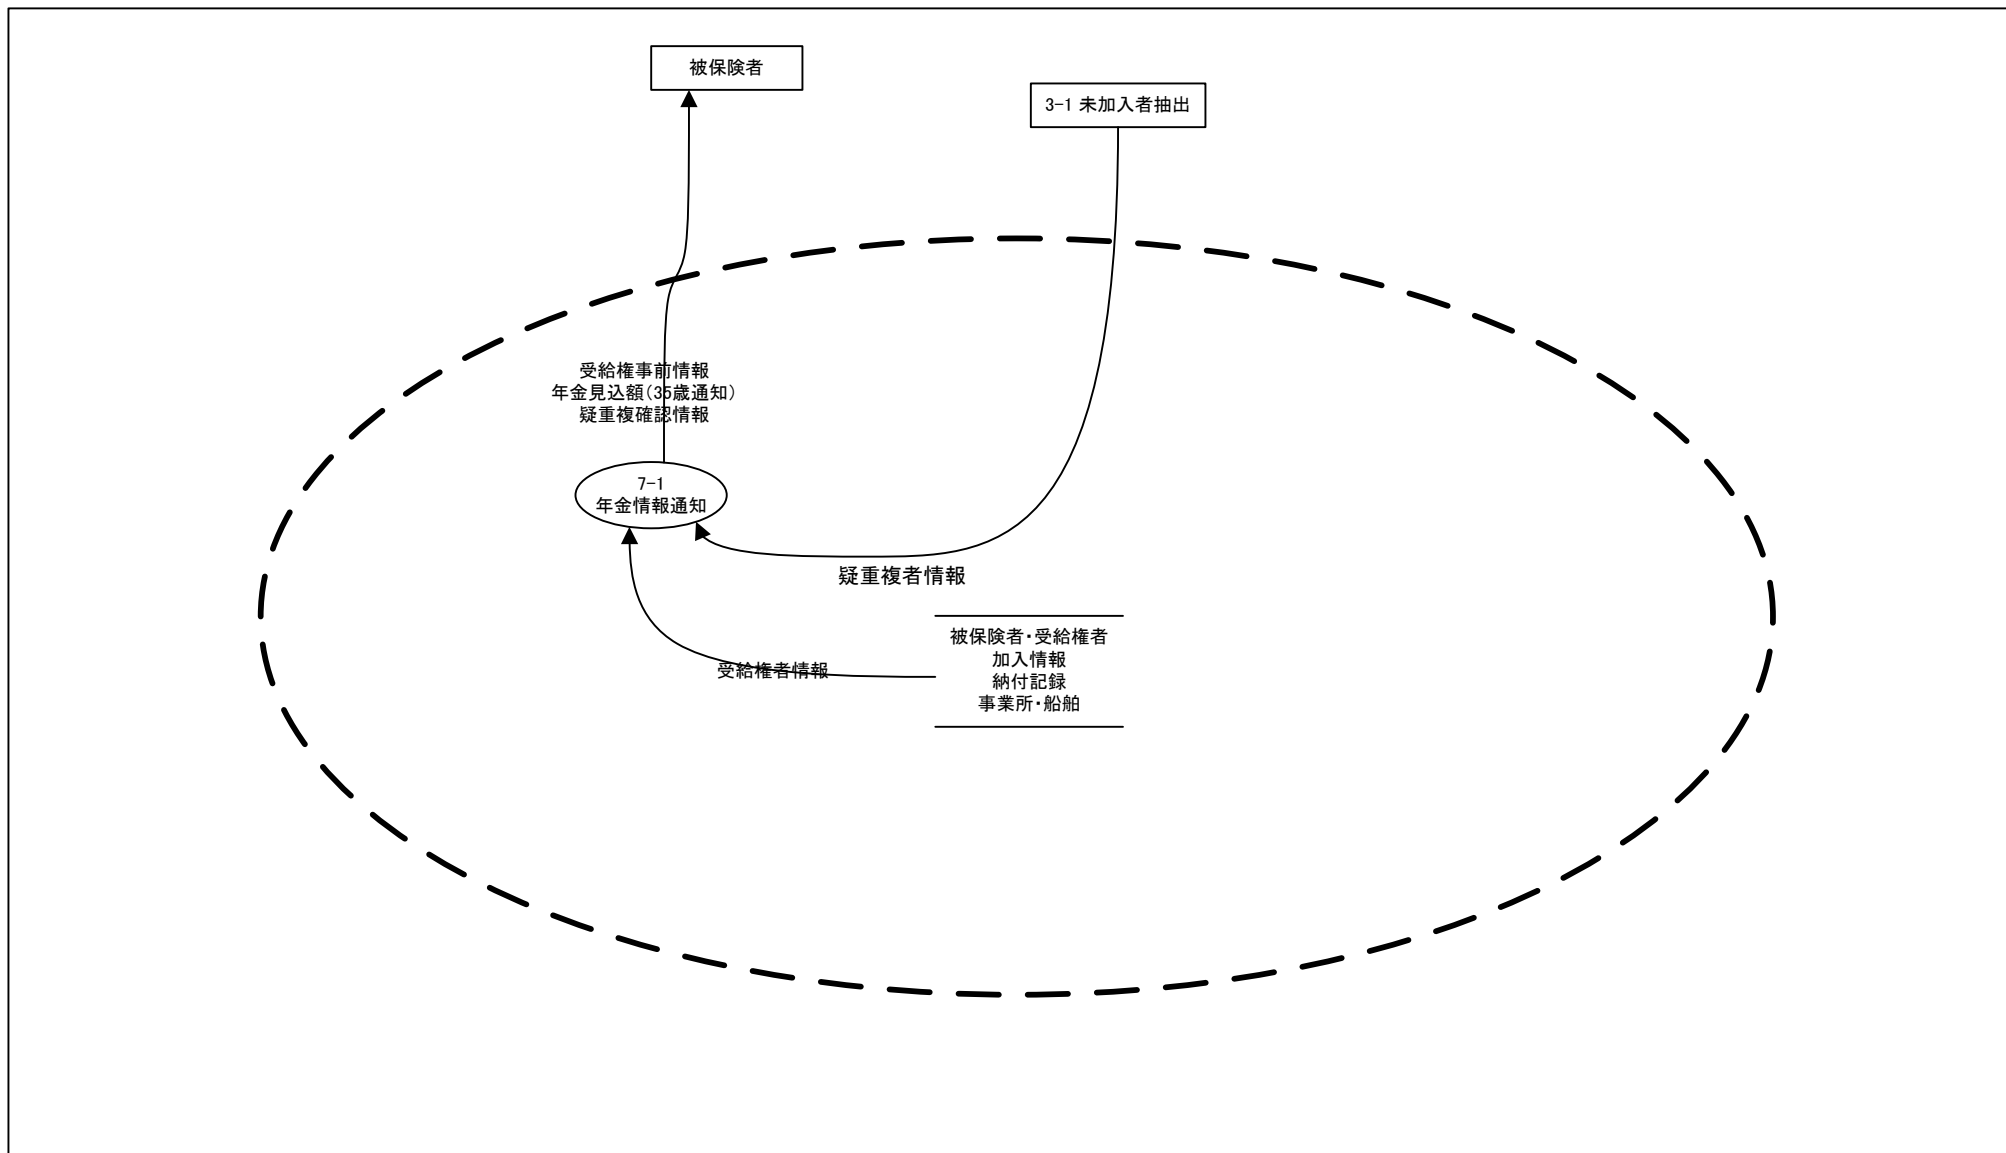 被保険者
3-1 未加入者抽出
受給権事前情報
年金見込額(35歳通知)
疑重複確認情報
7-1
年金情報通知
疑重複者情報
被保険者・受給権者
加入情報
納付記録
事業所・船舶
受給権者情報